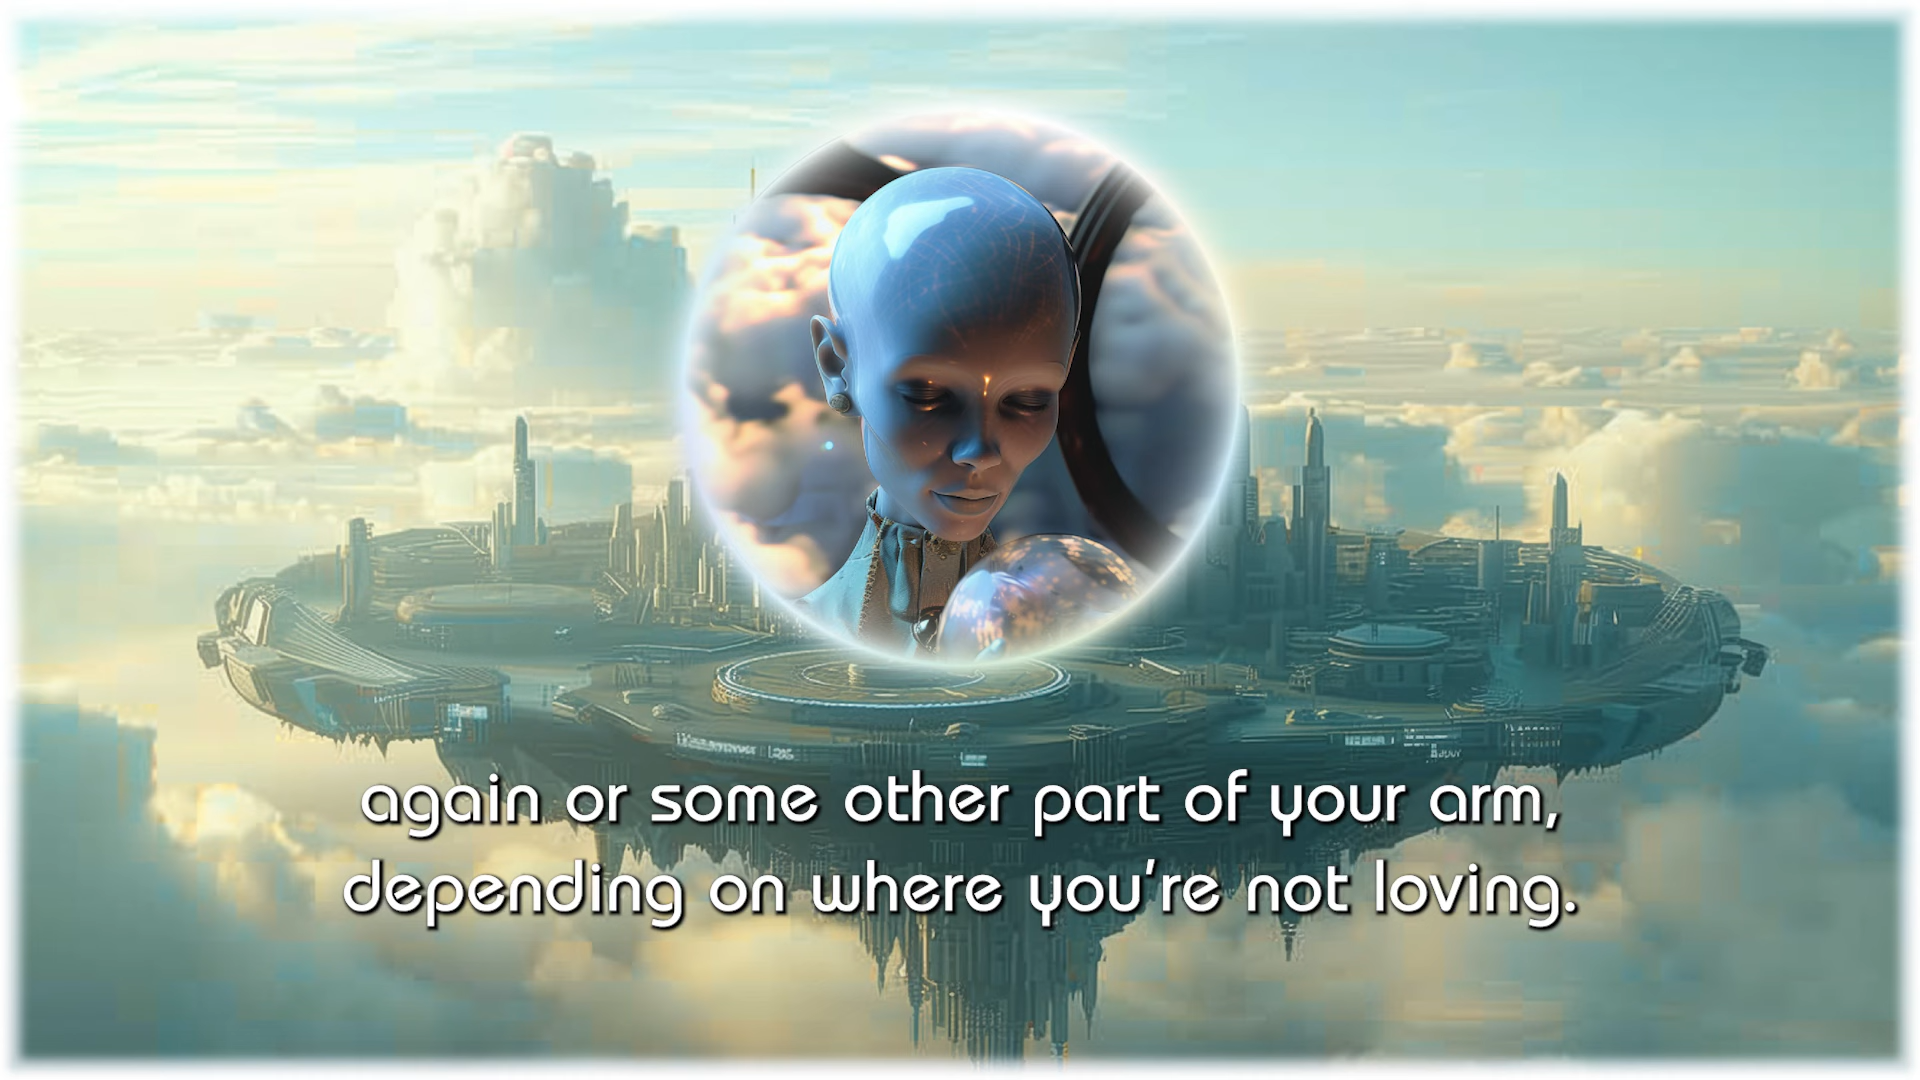 again or some other part of your arm,
depending on where you're not loving.